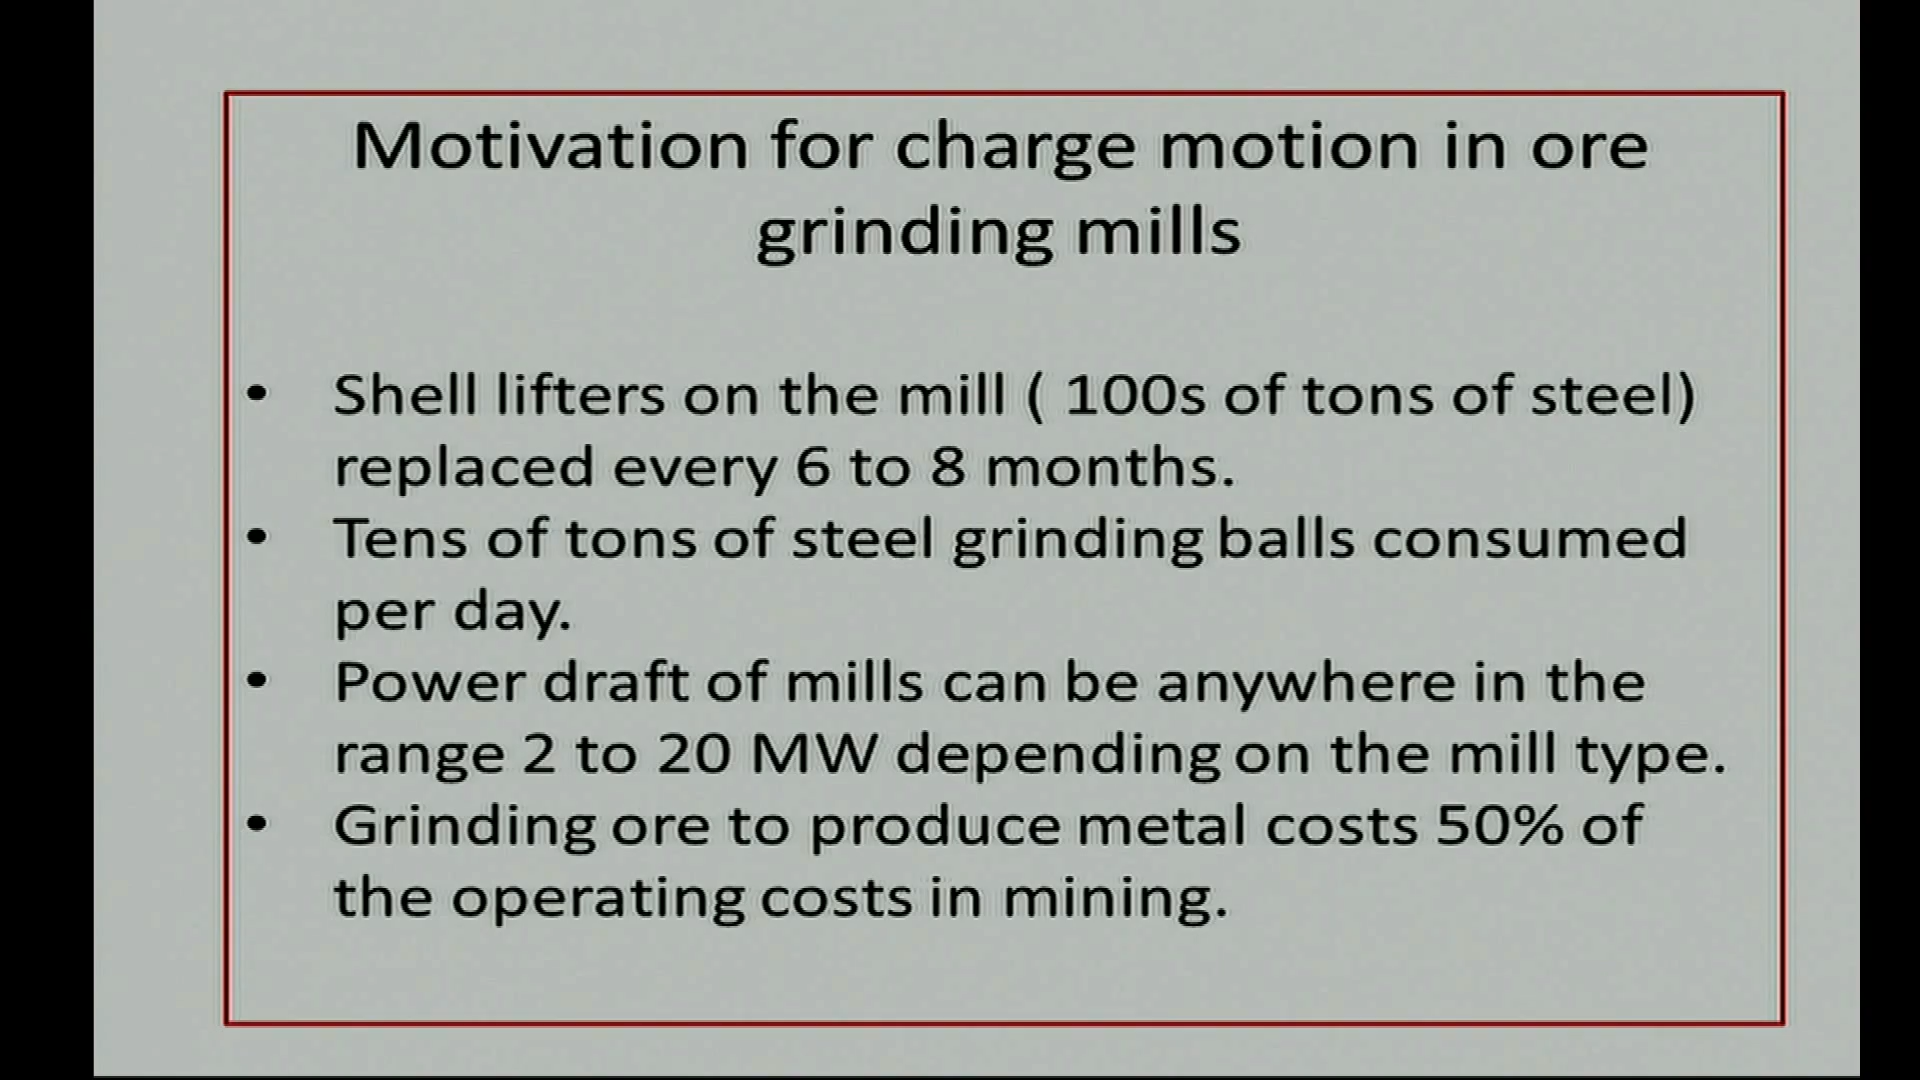 Motivation for charge motion in ore
grinding mills
• Shell lifters on the mill ( 100s of tons of steel)
replaced every 6 to 8 months.
• Tens of tons of steel grinding balls consumed
per day.
• Power draft of mills can be anywhere in the
range 2 to 20 MW depending on the mill type.
• Grinding ore to produce metal costs 50% of
the operating costs in mining.